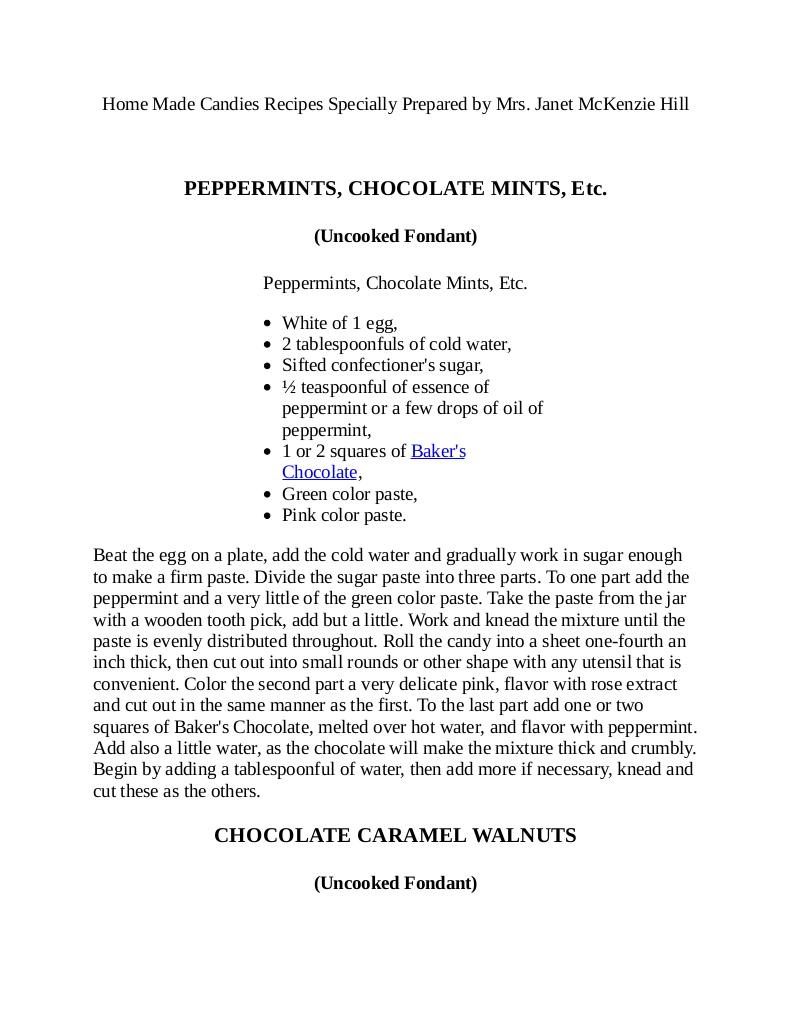 Home Made Candies Recipes Specially Prepared by Mrs. Janet McKenzie Hill
PEPPERMINTS, CHOCOLATE MINTS, Etc.
(Uncooked Fondant)
Peppermints, Chocolate Mints, Etc.
• White of 1 egg,
• 2 tablespoonfuls of cold water,
• Sifted confectioner's sugar,
• ½ teaspoonful of essence of
peppermint or a few drops of oil of
peppermint,
• 1 or 2 squares of Baker's
Chocolate,
• Green color paste,
• Pink color paste.
Beat the egg on a plate, add the cold water and gradually work in sugar enough
to make a firm paste. Divide the sugar paste into three parts. To one part add the
peppermint and a very little of the green color paste. Take the paste from the jar
with a wooden tooth pick, add but a little. Work and knead the mixture until the
paste is evenly distributed throughout. Roll the candy into a sheet one-fourth an
inch thick, then cut out into small rounds or other shape with any utensil that is
convenient. Color the second part a very delicate pink, flavor with rose extract
and cut out in the same manner as the first. To the last part add one or two
squares of Baker's Chocolate, melted over hot water, and flavor with peppermint.
Add also a little water, as the chocolate will make the mixture thick and crumbly.
Begin by adding a tablespoonful of water, then add more if necessary, knead and
cut these as the others.
CHOCOLATE CARAMEL WALNUTS
(Uncooked Fondant)